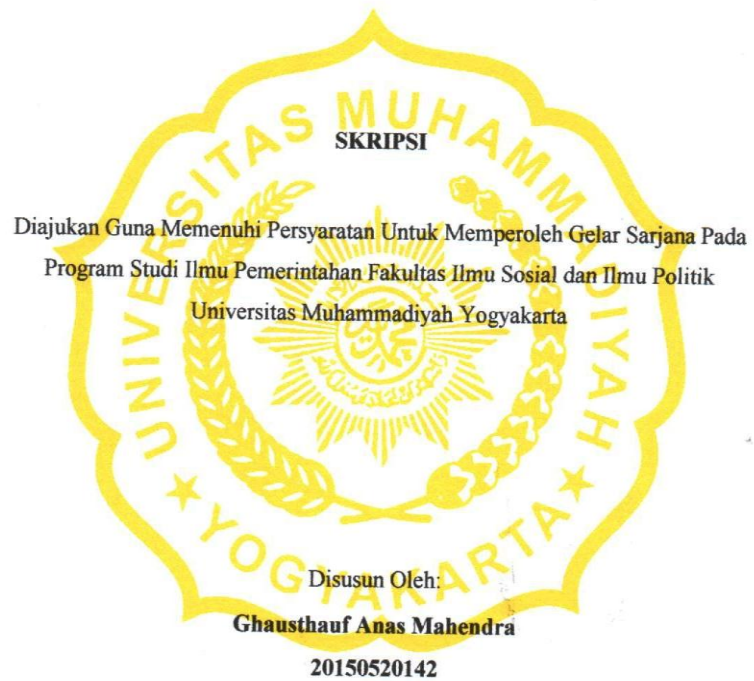 UNIVERSITAS MUHAMMADIYAH
SKRIPSI
Diajukan Guna Memenuhi Persyaratan Untuk Memperoleh Gelar Sarjana Pada
Program Studi Ilmu Pemerintahan Fakultas Ilmu Sosial dan Ilmu Politik
Universitas Muhammadiyah Yogyakarta
★ YOGYAKARTA ★
Disusun Oleh:
Ghausthauf Anas Mahendra
20150520142